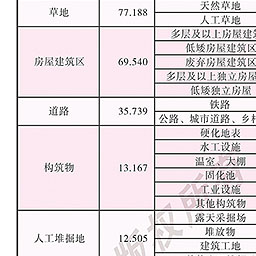 天然草地
草地 77.188
人工草地
多层及以上房屋建
低矮房屋建筑区
房屋建筑区 69.540
废弃房屋建筑区
多层及以上独立房屋
低矮独立房屋
铁路
道路 35.739
公路、城市道路、乡村
硬化地表
水工设施
温室、大棚
构筑物 13.167
固化池
工业设施
其他构筑物
露天采掘场
堆放物
人工堆掘地 12.505
建筑工地
版权所有